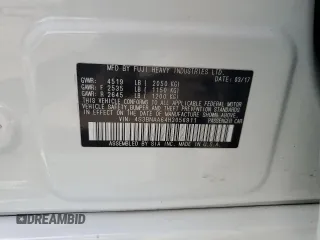 MFD BY FUJI HEAVY INDUSTRIES LTD. 03/17
GVWR: 4519 LB ( 2050 KG)
GAWR: F 2535 LB ( 1150 KG)
GAWR: R 2645 LB ( 1200 KG)
THIS VEHICLE CONFORMS TO ALL APPLICABLE FEDERAL MOTOR
VEHICLE SAFETY, BUMPER, AND THEFT PREVENTION STANDARDS
IN EFFECT ON THE DATE OF MANUFACTURE SHOWN ABOVE.
VIN:
ASSEMBLED BY SIA INC. MADE IN U.S.A.
© DREAMBID